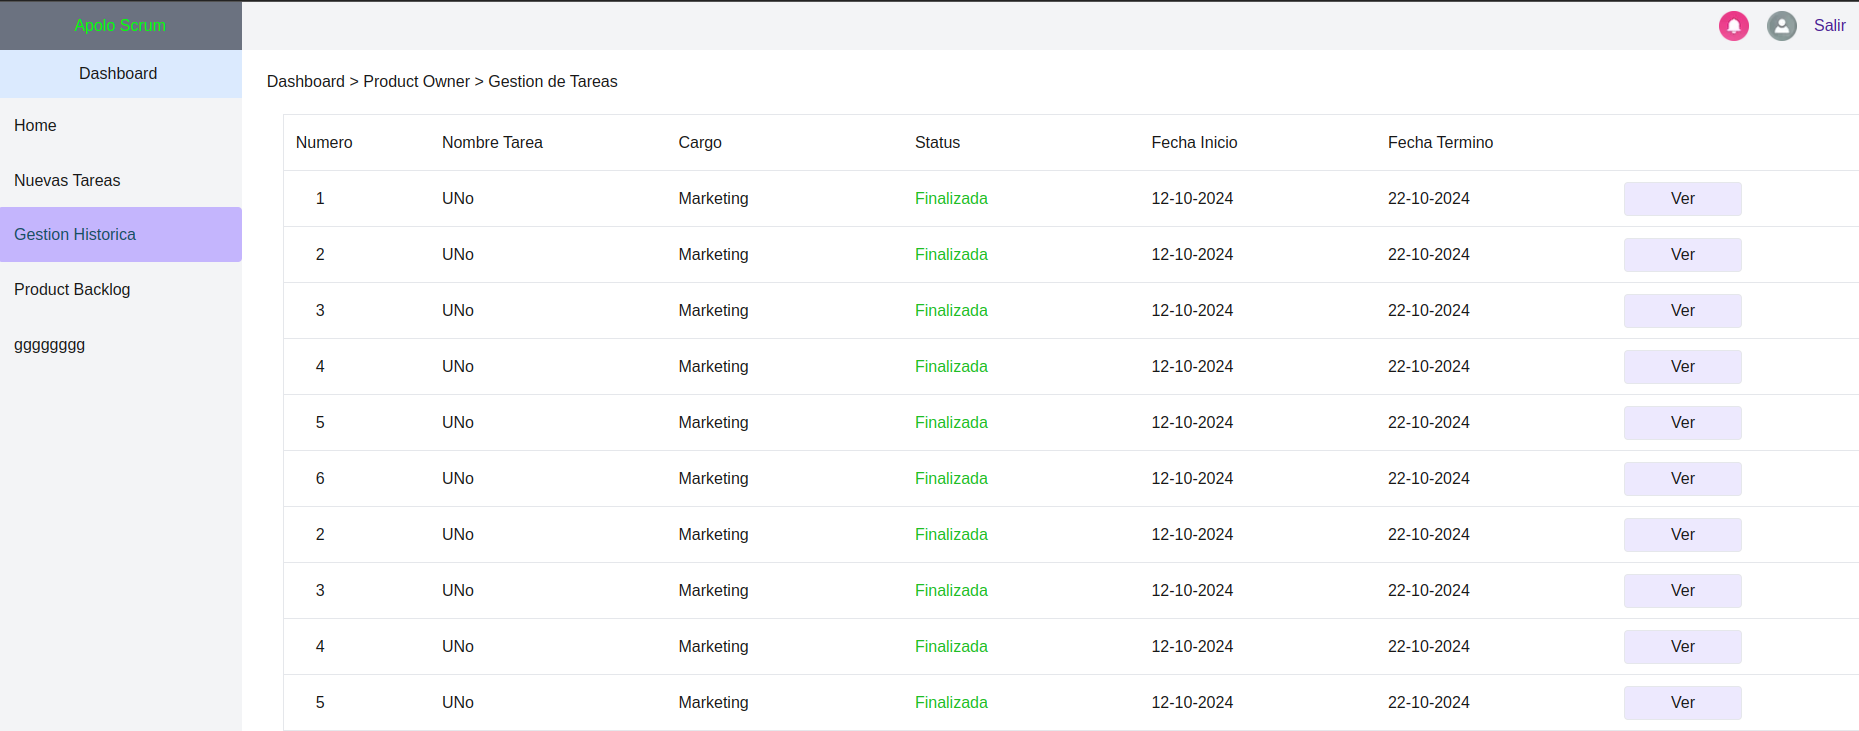 Apolo Scrum
Salir
Dashboard
Dashboard > Product Owner > Gestion de Tareas
Home
Nuevas Tareas
Gestion Historica
Product Backlog
gggggggg
Numero Nombre Tarea Cargo Status Fecha Inicio Fecha Termino
1 UNo Marketing Finalizada 12-10-2024 22-10-2024 Ver
2 UNo Marketing Finalizada 12-10-2024 22-10-2024 Ver
3 UNo Marketing Finalizada 12-10-2024 22-10-2024 Ver
4 UNo Marketing Finalizada 12-10-2024 22-10-2024 Ver
5 UNo Marketing Finalizada 12-10-2024 22-10-2024 Ver
6 UNo Marketing Finalizada 12-10-2024 22-10-2024 Ver
2 UNo Marketing Finalizada 12-10-2024 22-10-2024 Ver
3 UNo Marketing Finalizada 12-10-2024 22-10-2024 Ver
4 UNo Marketing Finalizada 12-10-2024 22-10-2024 Ver
5 UNo Marketing Finalizada 12-10-2024 22-10-2024 Ver